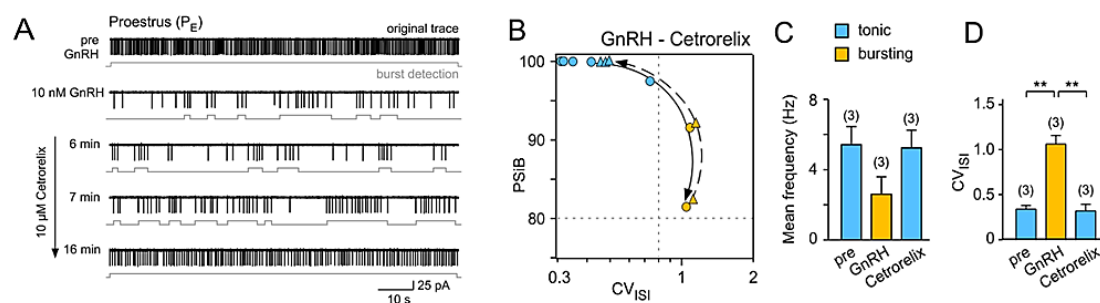 A
Proestrus (PE)
original trace
pre
GnRH
burst detection
10 nM GnRH
10 µM Cetrorelix
6 min
7 min
16 min
25 pA
10 s
B
GnRH - Cetrorelix
PSiB
100
90
80
0.3
1
2
CVISI
tonic
bursting
C
Mean frequency (Hz)
8
4
0
(3)
(3)
(3)
pre
GnRH
Cetrorelix
D
CVISI
1.5
1.0
0.5
0.0
**
**
(3)
(3)
(3)
pre
GnRH
Cetrorelix